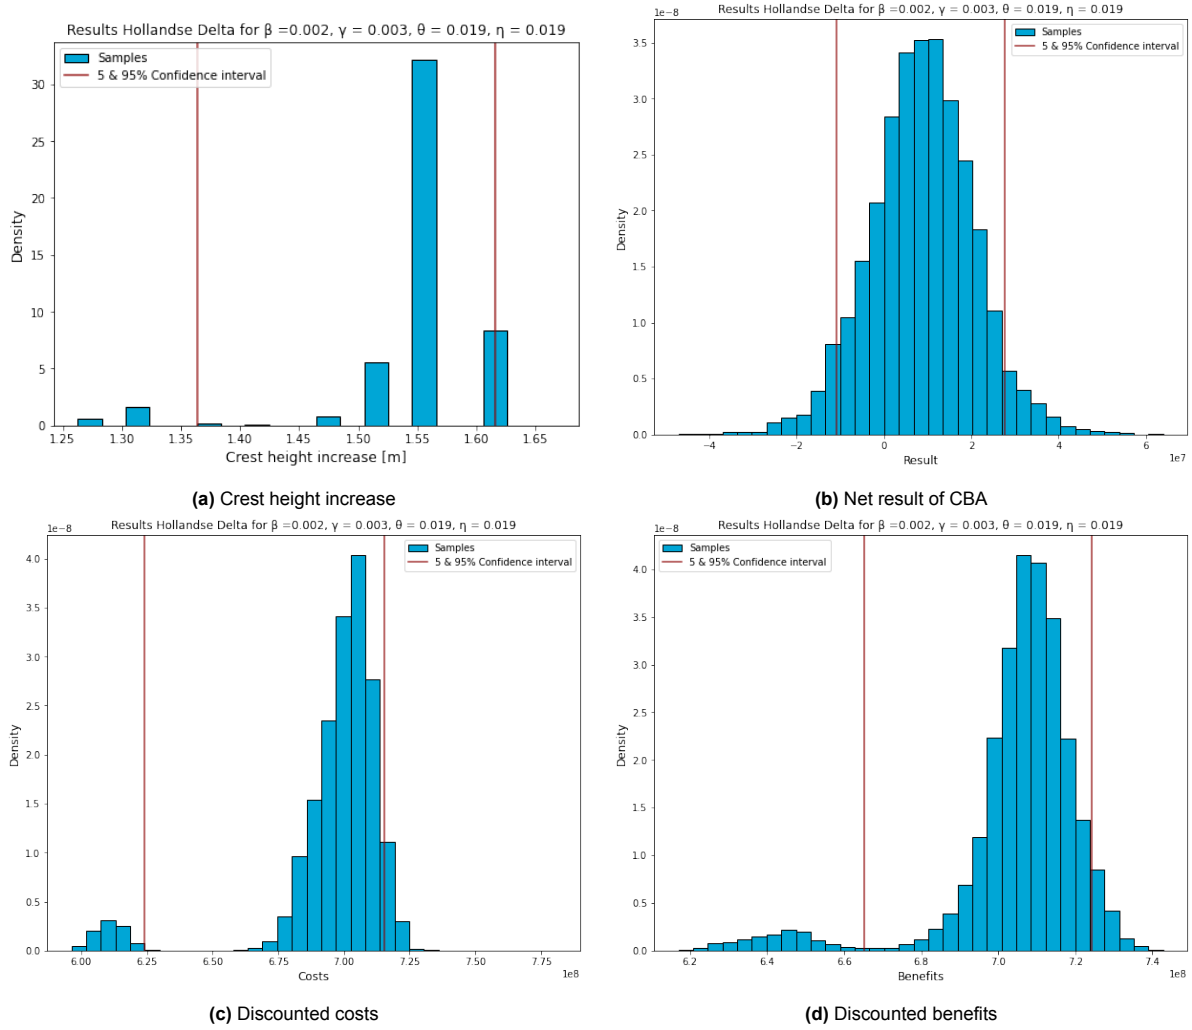 Results Hollandse Delta for β =0.002, γ = 0.003, θ = 0.019, η = 0.019
Samples
5 & 95% Confidence interval
Density
30
25
20
15
10
5
0
1.25 1.30 1.35 1.40 1.45 1.50 1.55 1.60 1.65
Crest height increase [m]
(a) Crest height increase
Results Hollandse Delta for β =0.002, γ = 0.003, θ = 0.019, η = 0.019
1e-8
Samples
5 & 95% Confidence interval
Density
3.5
3.0
2.5
2.0
1.5
1.0
0.5
0.0
−4 −2 0 2 4 6
1e7
Result
(b) Net result of CBA
Results Hollandse Delta for β =0.002, γ = 0.003, θ = 0.019, η = 0.019
1e-8
Samples
5 & 95% Confidence interval
Density
4.0
3.5
3.0
2.5
2.0
1.5
1.0
0.5
0.0
6.00 6.25 6.50 6.75 7.00 7.25 7.50 7.75
1e8
Costs
(c) Discounted costs
Results Hollandse Delta for β =0.002, γ = 0.003, θ = 0.019, η = 0.019
1e-8
Samples
5 & 95% Confidence interval
Density
4.0
3.5
3.0
2.5
2.0
1.5
1.0
0.5
0.0
6.2 6.4 6.6 6.8 7.0 7.2 7.4
1e8
Benefits
(d) Discounted benefits